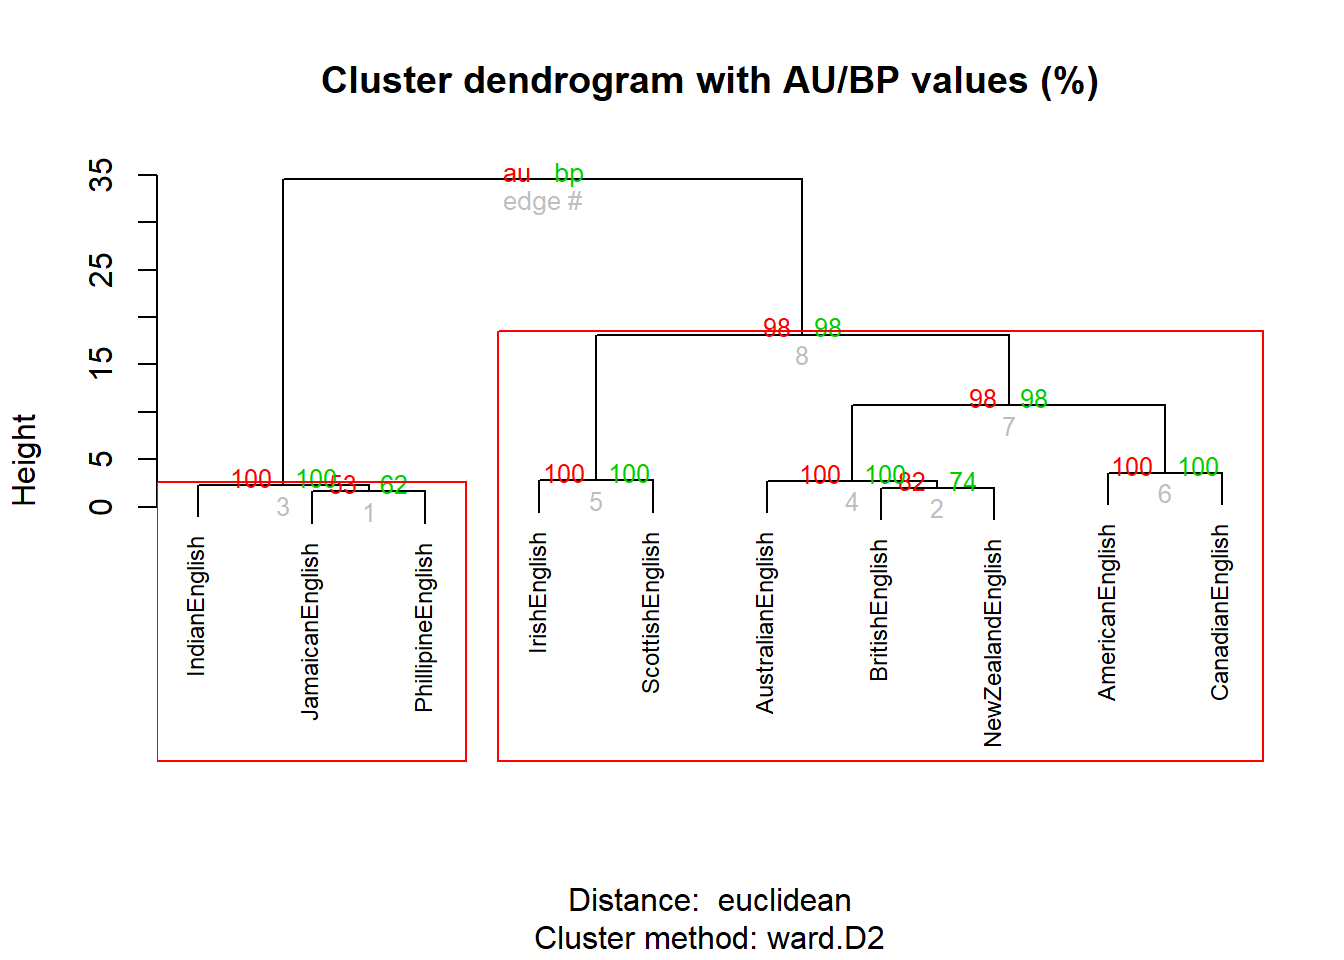 Cluster dendrogram with AU/BP values (%)
Height
35
25
15
5
0
au bp
edge #
98 98
8
98 98
7
100 100
3
53 62
1
100 100
5
100 100
4
82 74
2
100 100
6
IndianEnglish
JamaicanEnglish
PhillipineEnglish
IrishEnglish
ScottishEnglish
AustralianEnglish
BritishEnglish
NewZealandEnglish
AmericanEnglish
CanadianEnglish
Distance: euclidean
Cluster method: ward.D2